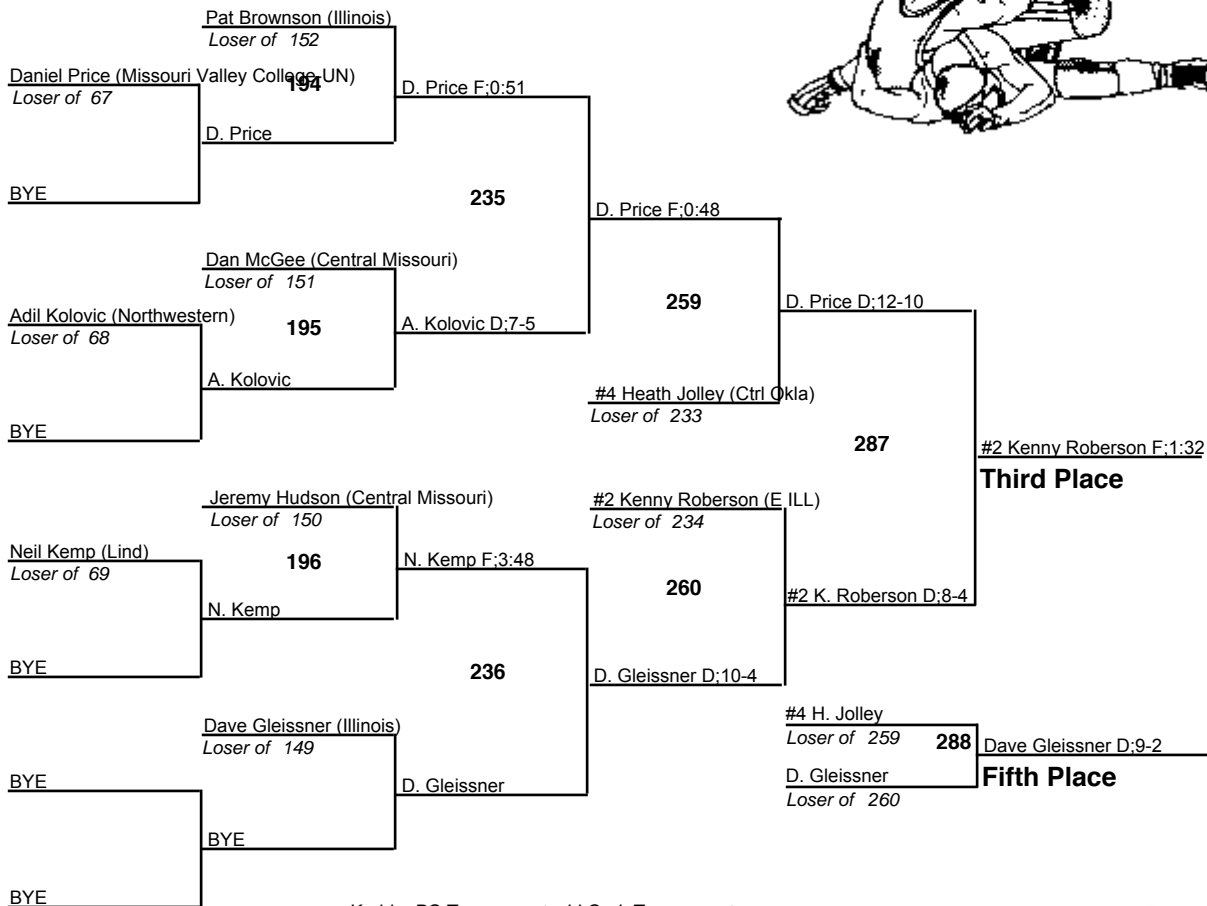 Pat Brownson (Illinois)
Loser of 152
Daniel Price (Missouri Valley College-UN)
194
Loser of 67
D. Price F;0:51
D. Price
BYE
235
D. Price F;0:48
Dan McGee (Central Missouri)
Loser of 151
Adil Kolovic (Northwestern)
195
Loser of 68
A. Kolovic D;7-5
259
D. Price D;12-10
A. Kolovic
#4 Heath Jolley (Ctrl Okla)
Loser of 233
BYE
287
#2 Kenny Roberson F;1:32
Third Place
Jeremy Hudson (Central Missouri)
Loser of 150
#2 Kenny Roberson (E ILL)
Loser of 234
Neil Kemp (Lind)
196
Loser of 69
N. Kemp F;3:48
260
#2 K. Roberson D;8-4
N. Kemp
BYE
236
D. Gleissner D;10-4
Dave Gleissner (Illinois)
Loser of 149
#4 H. Jolley
Loser of 259
288
Dave Gleissner D;9-2
Fifth Place
D. Gleissner
Loser of 260
BYE
D. Gleissner
BYE
BYE